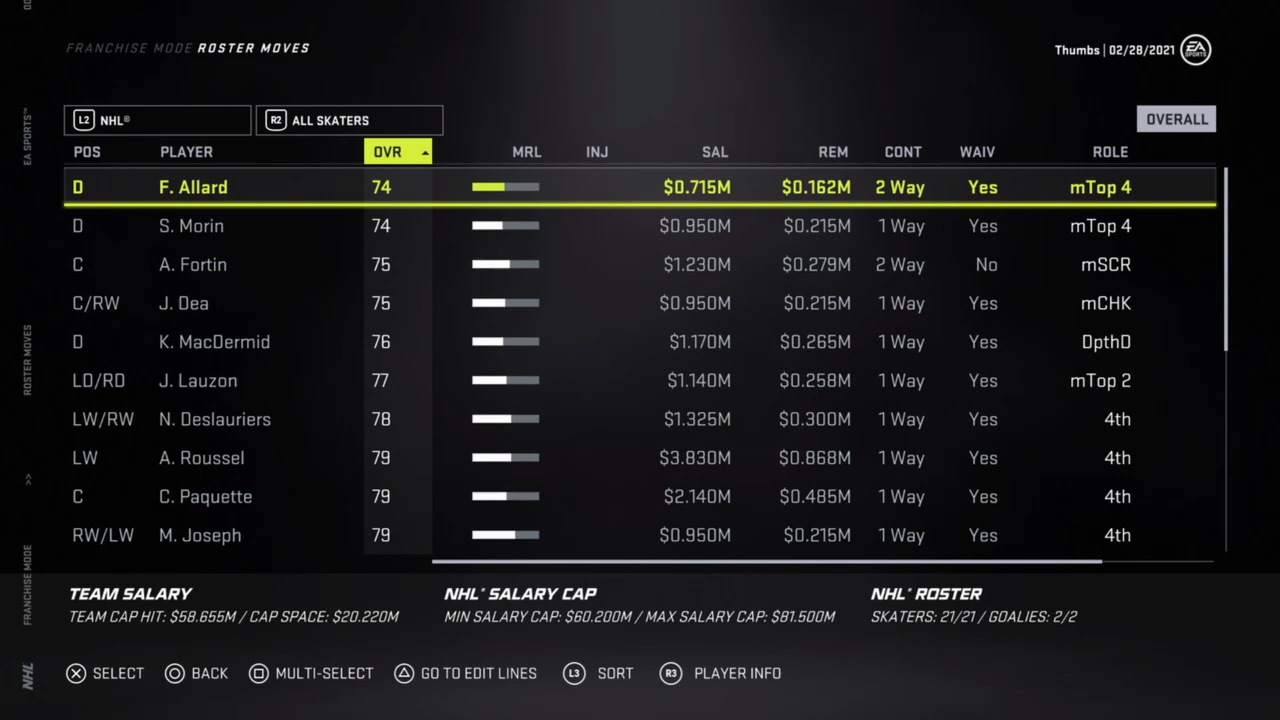 FRANCHISE MODE ROSTER MOVES
Thumbs | 02/28/2021 EA SPORTS
L2 NHL® R2 ALL SKATERS OVERALL
POS PLAYER OVR MRL INJ SAL REM CONT WAIV ROLE
D F. Allard 74 $0.715M $0.162M 2 Way Yes mTop 4
D S. Morin 74 $0.950M $0.215M 1 Way Yes mTop 4
C A. Fortin 75 $1.230M $0.279M 2 Way No mSCR
C/RW J. Dea 75 $0.950M $0.215M 1 Way Yes mCHK
D K. MacDermid 76 $1.170M $0.265M 1 Way Yes DpthD
LD/RD J. Lauzon 77 $1.140M $0.258M 1 Way Yes mTop 2
LW/RW N. Deslauriers 78 $1.325M $0.300M 1 Way Yes 4th
LW A. Roussel 79 $3.830M $0.868M 1 Way Yes 4th
C C. Paquette 79 $2.140M $0.485M 1 Way Yes 4th
RW/LW M. Joseph 79 $0.950M $0.215M 1 Way Yes 4th
TEAM SALARY NHL® SALARY CAP NHL® ROSTER
TEAM CAP HIT: $58.655M / CAP SPACE: $20.220M MIN SALARY CAP: $60.200M / MAX SALARY CAP: $81.500M SKATERS: 21/21 / GOALIES: 2/2
SELECT BACK MULTI-SELECT GO TO EDIT LINES L3 SORT R3 PLAYER INFO
EA SPORTS™
ROSTER MOVES
>>
FRANCHISE MODE
NHL